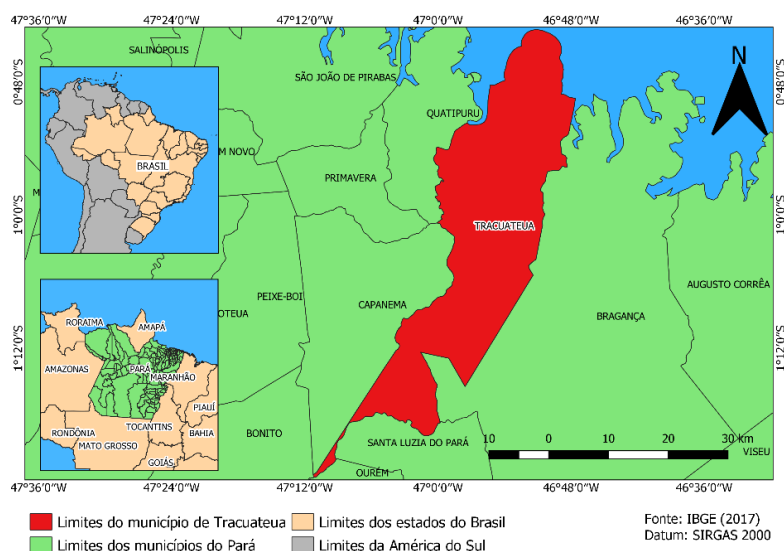 47°36'0"W 47°24'0"W 47°12'0"W 47°0'0"W 46°48'0"W 46°36'0"W
0°48'0"S
1°0'0"S
1°12'0"S
0°48'0"S
1°0'0"S
1°12'0"S
SALINÓPOLIS
SÃO JOÃO DE PIRABAS
N
QUATIPURU
M NOVO
PRIMAVERA
TRACUATEUA
PEIXE-BOI
CAPANEMA
AUGUSTO CORRÊA
OTEUA
BRAGANÇA
BONITO
SANTA LUZIA DO PARÁ
OURÉM
VISEU
BRASIL
RORAIMA
AMAPÁ
AMAZONAS
PARÁ
MARANHÃO
PIAUÍ
TOCANTINS
RONDÔNIA
BAHIA
MATO GROSSO
GOIÁS
10 0 10 20 30 km
47°36'0"W 47°24'0"W 47°12'0"W 47°0'0"W 46°48'0"W 46°36'0"W
Limites do município de Tracuateua
Limites dos estados do Brasil
Limites dos municípios do Pará
Limites da América do Sul
Fonte: IBGE (2017)
Datum: SIRGAS 2000